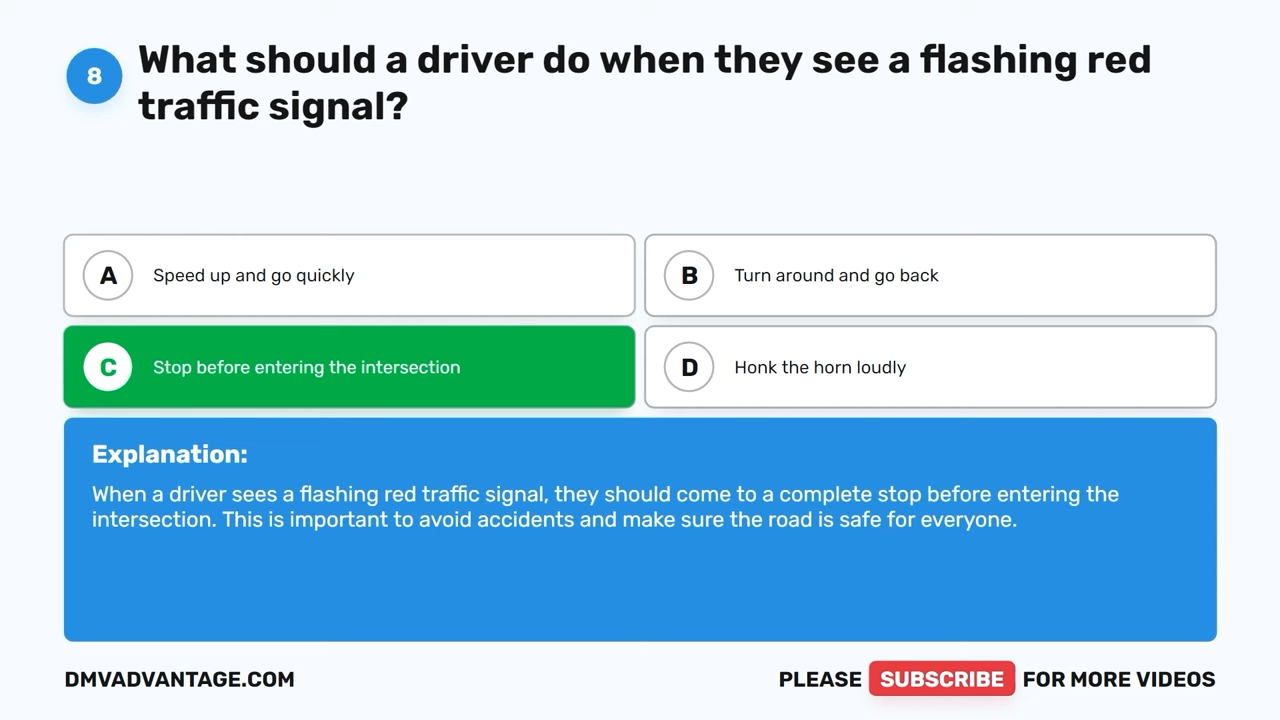 8
What should a driver do when they see a flashing red
traffic signal?
A Speed up and go quickly
B Turn around and go back
C Stop before entering the intersection
D Honk the horn loudly
Explanation:
When a driver sees a flashing red traffic signal, they should come to a complete stop before entering the
intersection. This is important to avoid accidents and make sure the road is safe for everyone.
DMVADVANTAGE.COM
PLEASE SUBSCRIBE FOR MORE VIDEOS